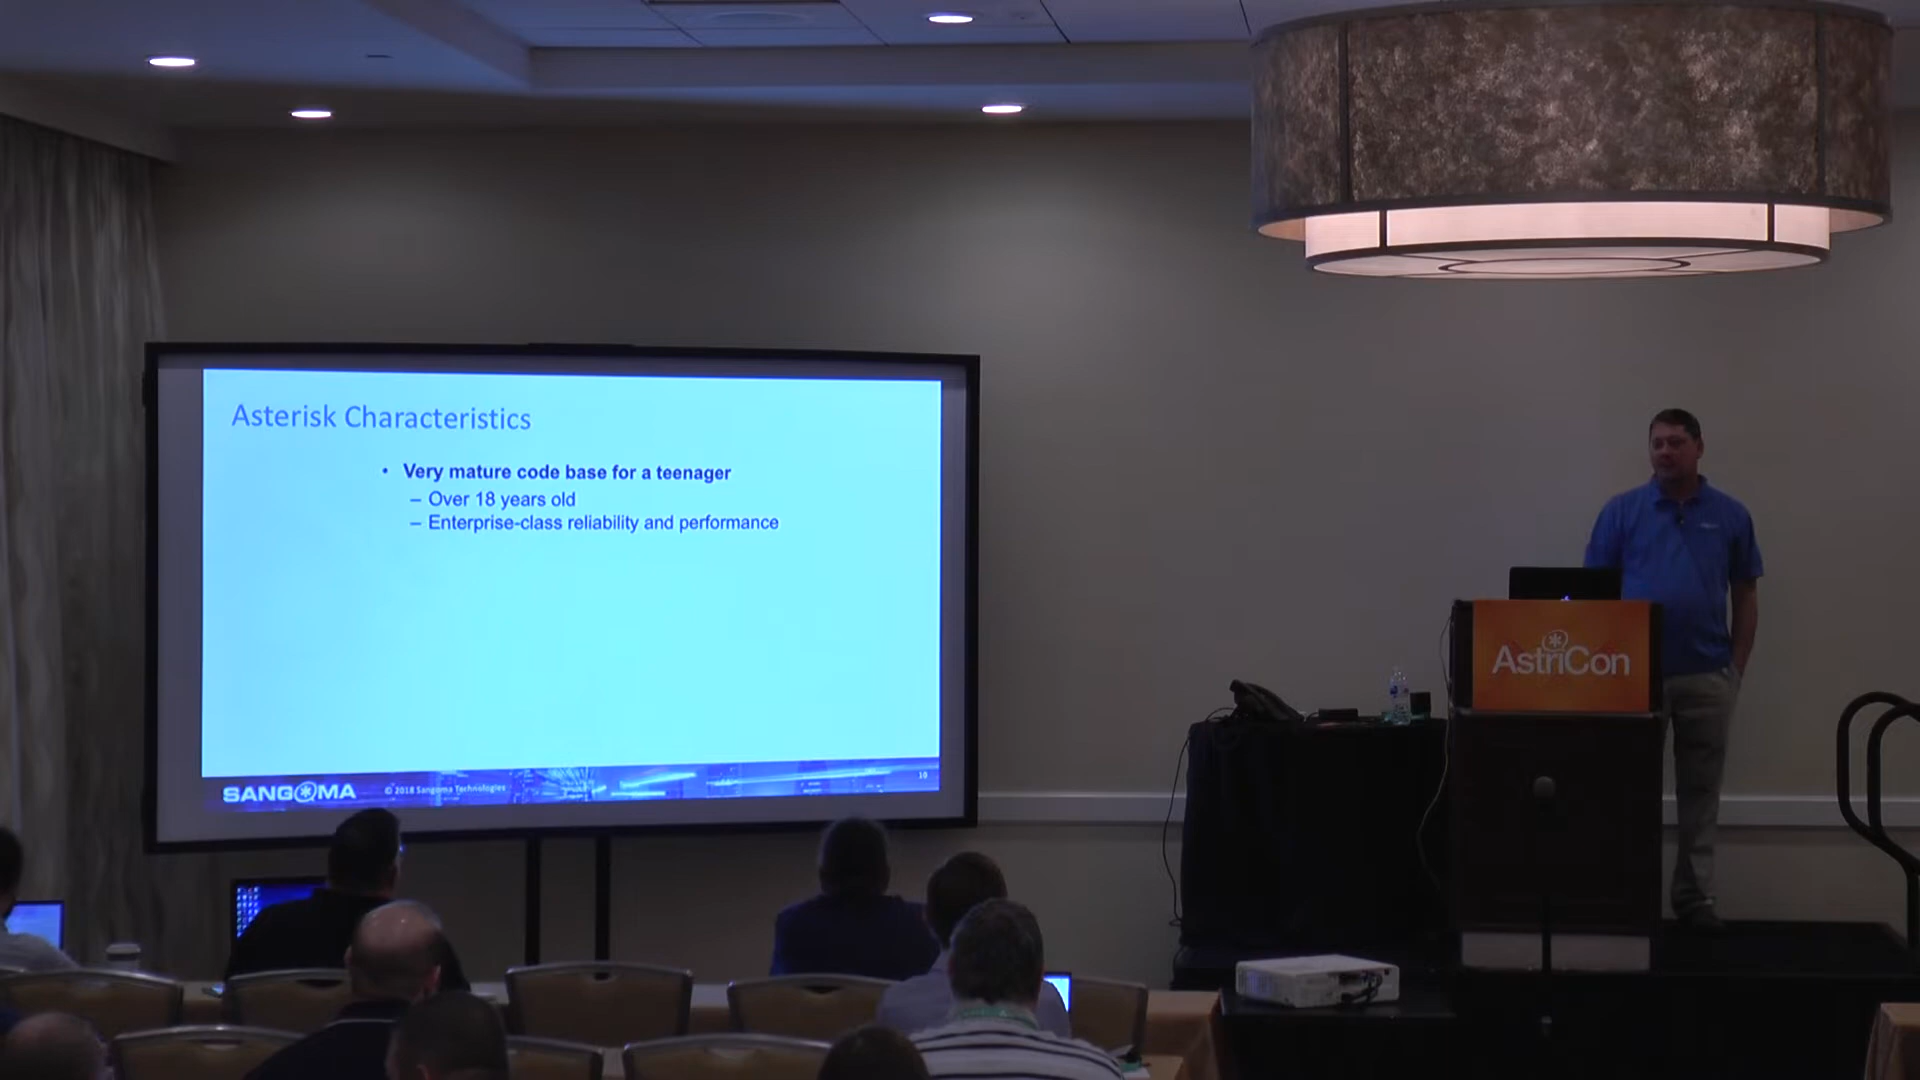 Asterisk Characteristics
• Very mature code base for a teenager
– Over 18 years old
– Enterprise-class reliability and performance
SANGOMA
© 2018 Sangoma Technologies
10
AstriCon